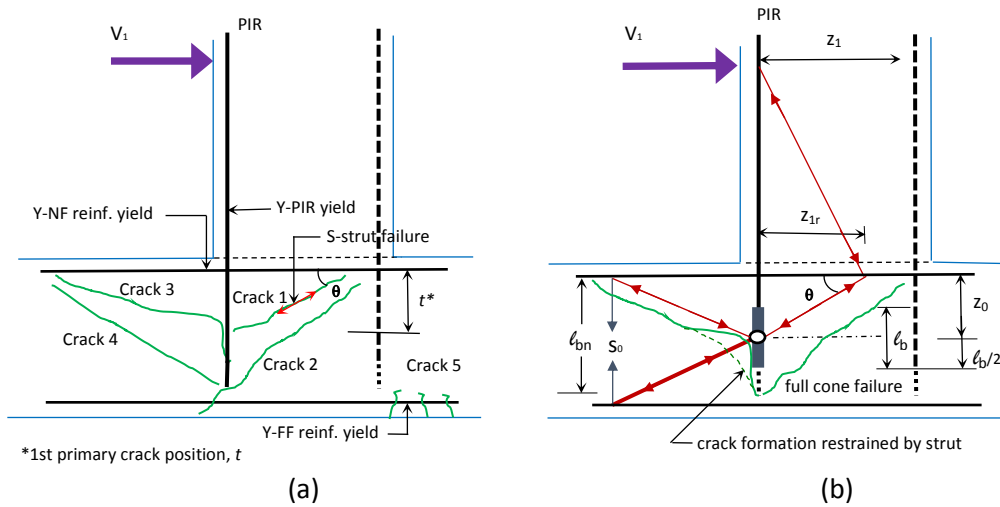 PIR
V₁
Y-NF reinf. yield
Y-PIR yield
S-strut failure
Crack 3
Crack 1
θ
t*
Crack 4
Crack 2
Crack 5
Y-FF reinf. yield
*1st primary crack position, t
(a)
PIR
V₁
z₁
z₁ᵣ
θ
z₀
ℓbn
S₀
ℓb
ℓb/2
full cone failure
crack formation restrained by strut
(b)